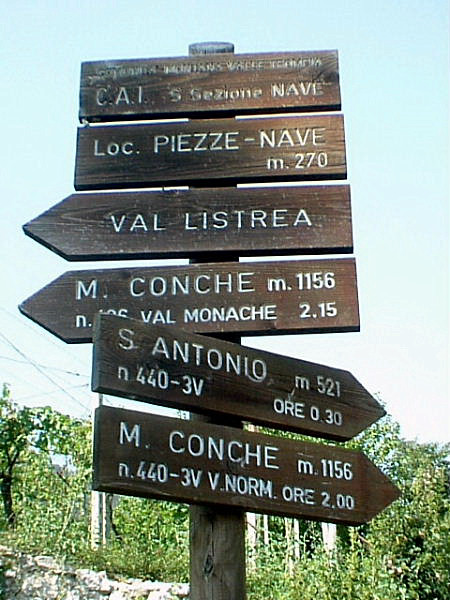 C.A.I. S Sezione NAVE
Loc. PIEZZE-NAVE
m. 270
VAL LISTREA
M. CONCHE m. 1156
VAL MONACHE 2.15
S ANTONIO m 521
n 440-3V ORE 0.30
M. CONCHE m. 1156
n. 440-3V V.NORM. ORE 2,00